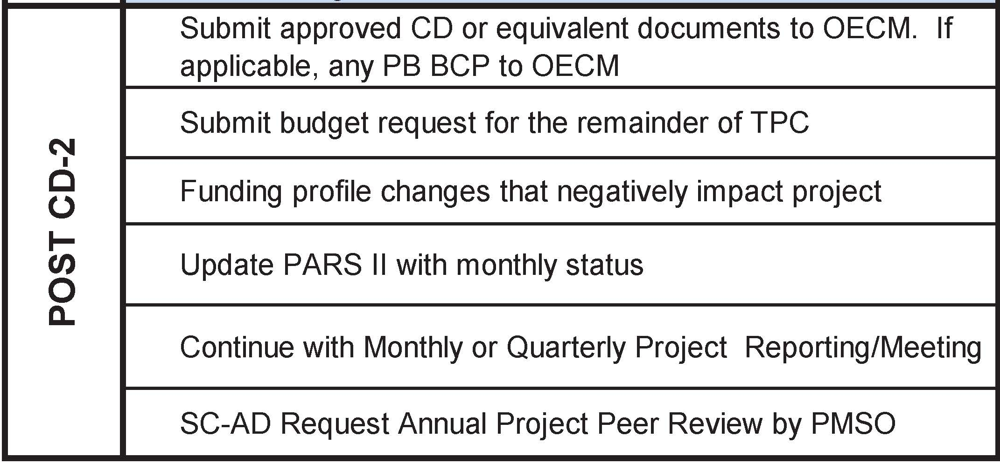 POST CD-2
Submit approved CD or equivalent documents to OECM.  If
applicable, any PB BCP to OECM
Submit budget request for the remainder of TPC
Funding profile changes that negatively impact project
Update PARS II with monthly status
Continue with Monthly or Quarterly Project  Reporting/Meeting
SC-AD Request Annual Project Peer Review by PMSO